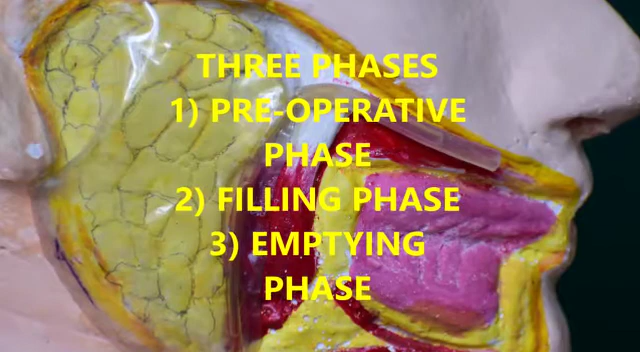 THREE PHASES
1) PRE-OPERATIVE
PHASE
2) FILLING PHASE
3) EMPTYING
PHASE